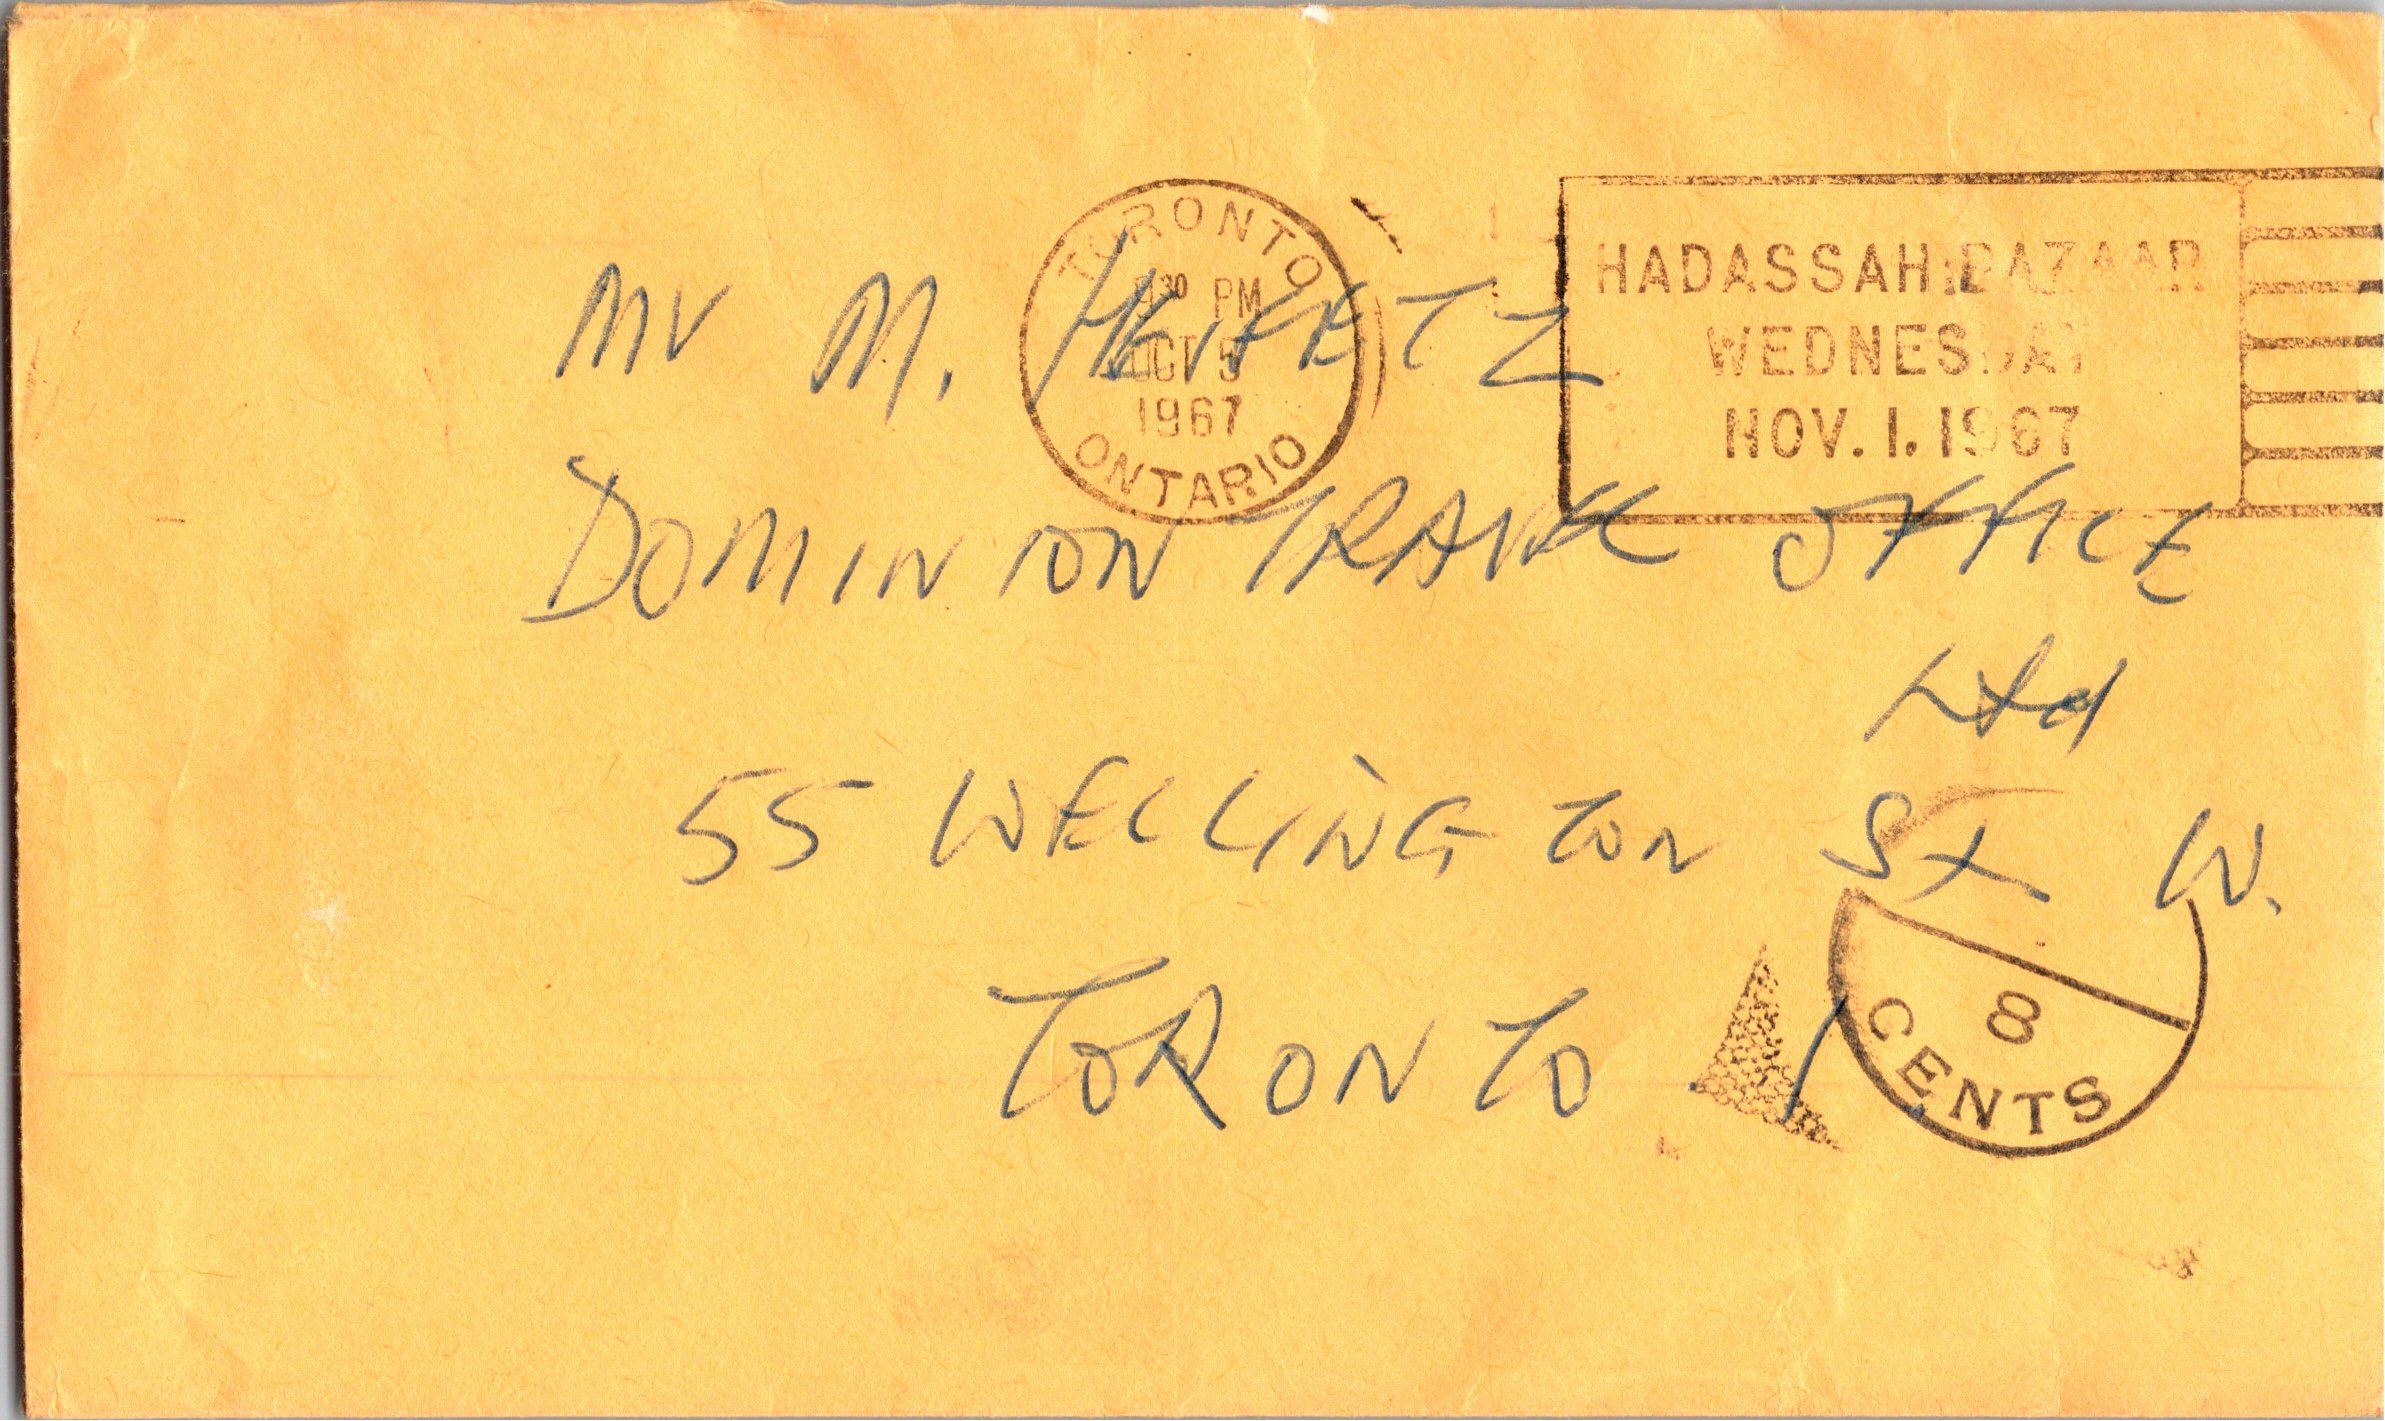 TORONTO
30 PM
OCT 5
1967
ONTARIO
HADASSAH BAZAAR
WEDNESDAY
NOV. 1. 1967
Mr M. HEIFETZ
DOMINION TRAVEL OFFICE
Ltd
55 WELLINGTON ST W.
TORONTO 1
8
CENTS